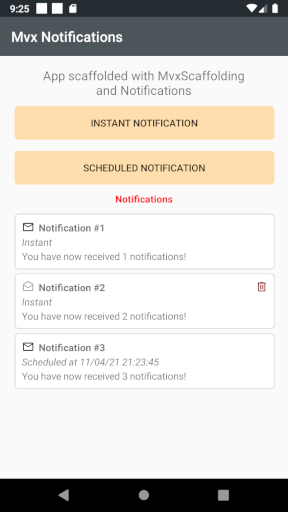 9:25
Mvx Notifications
App scaffolded with MvxScaffolding
and Notifications
INSTANT NOTIFICATION
SCHEDULED NOTIFICATION
Notifications
Notification #1
Instant
You have now received 1 notifications!
Notification #2
Instant
You have now received 2 notifications!
Notification #3
Scheduled at 11/04/21 21:23:45
You have now received 3 notifications!